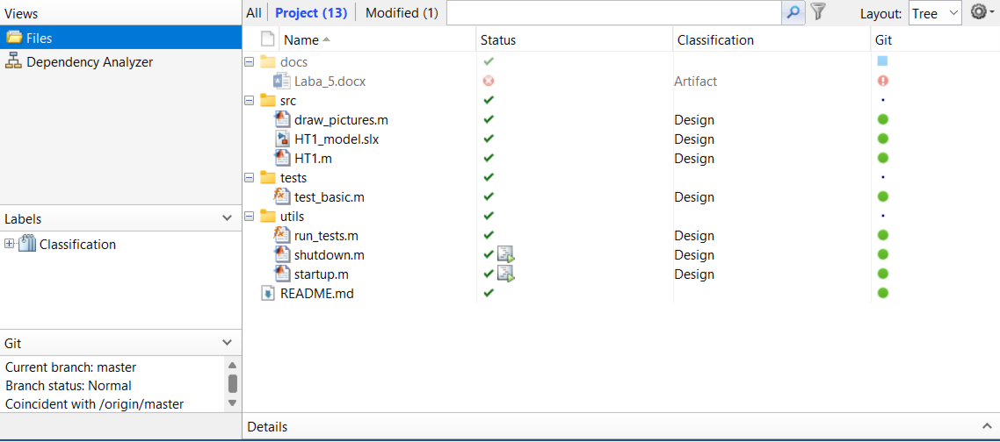 Views
Files
Dependency Analyzer
Labels
Classification
Git
Current branch: master
Branch status: Normal
Coincident with /origin/master
All Project (13) Modified (1) Layout: Tree
Name Status Classification Git
docs
Laba_5.docx Artifact
src
draw_pictures.m Design
HT1_model.slx Design
HT1.m Design
tests
test_basic.m Design
utils
run_tests.m Design
shutdown.m Design
startup.m Design
README.md
Details